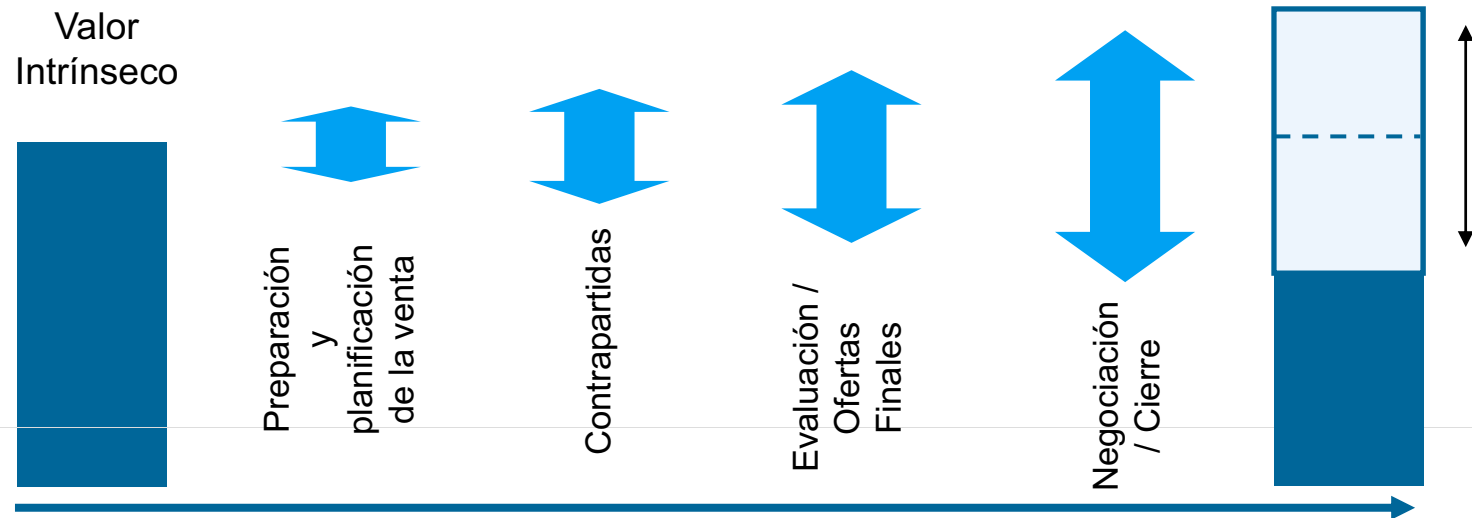 Valor
Intrínseco
Preparación
y
planificación
de la venta
Contrapartidas
Evaluación /
Ofertas
Finales
Negociación
/ Cierre